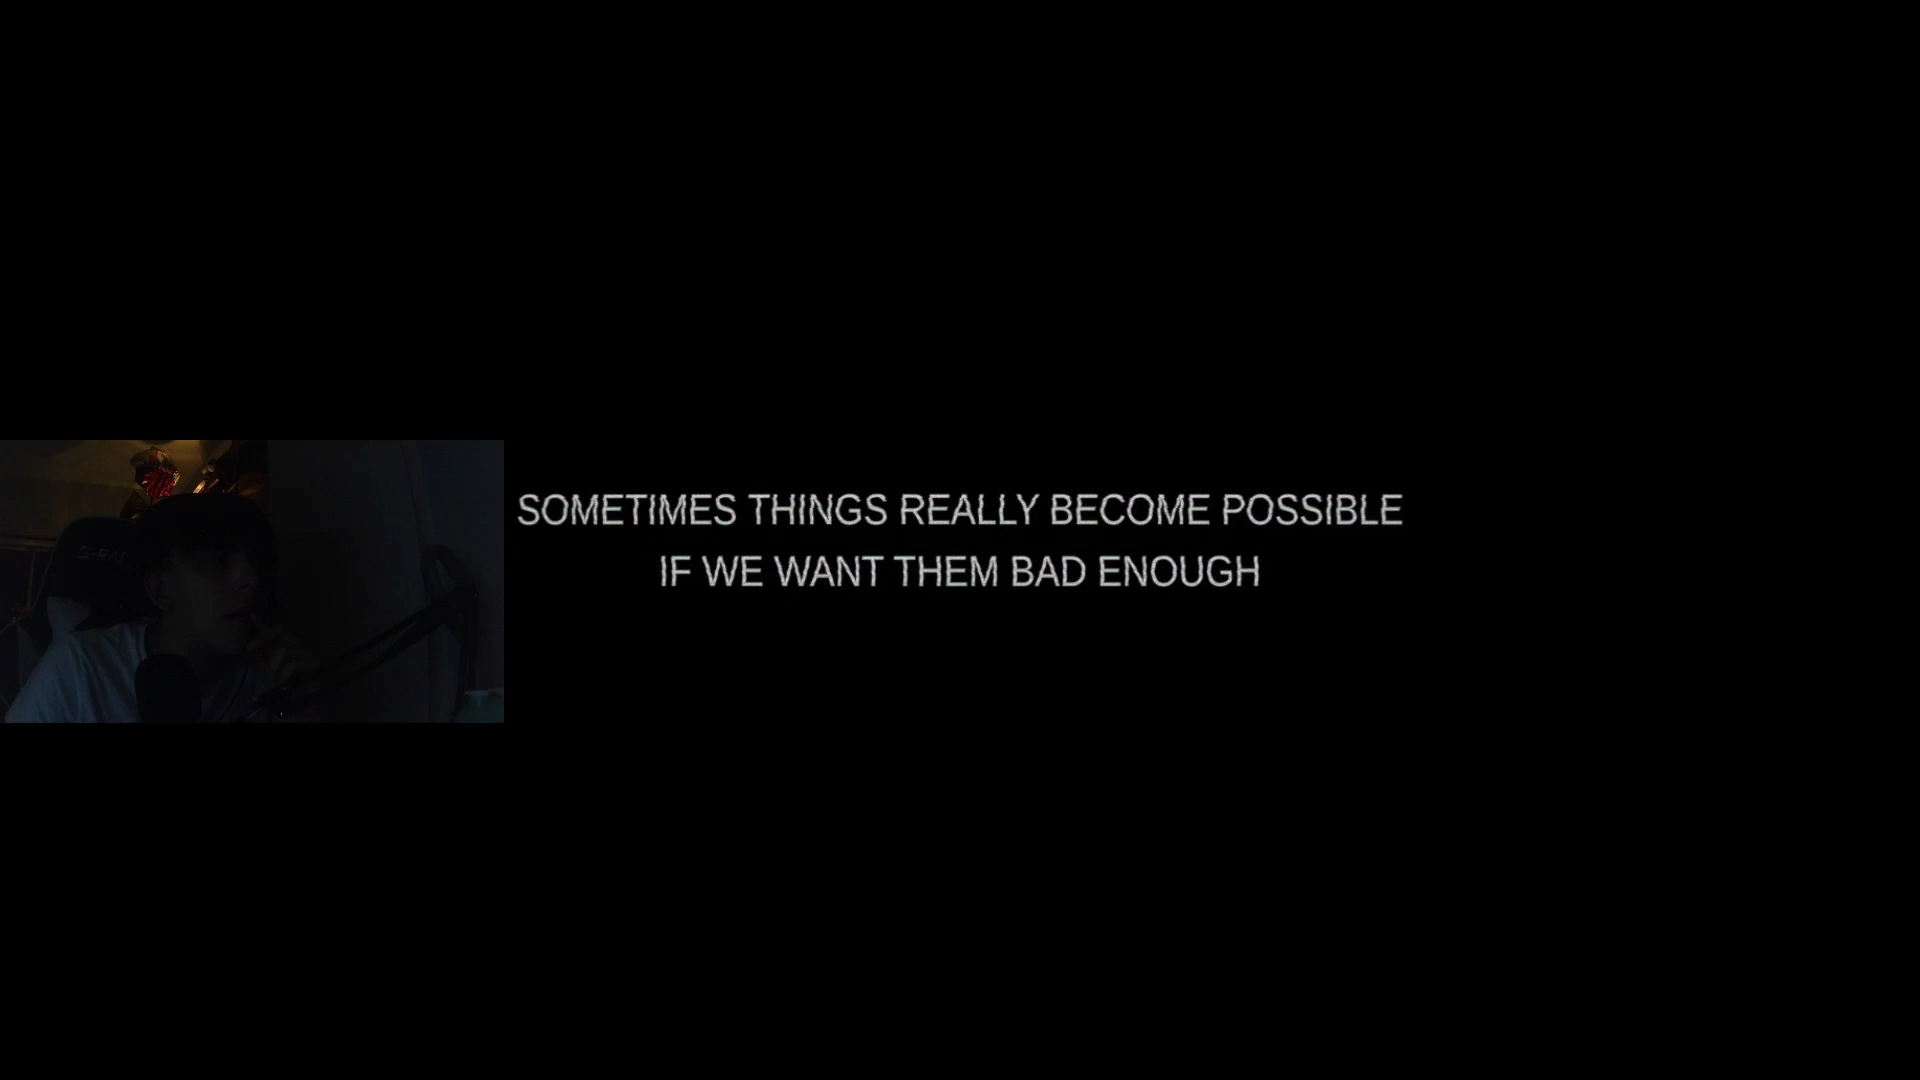 SOMETIMES THINGS REALLY BECOME POSSIBLE
IF WE WANT THEM BAD ENOUGH